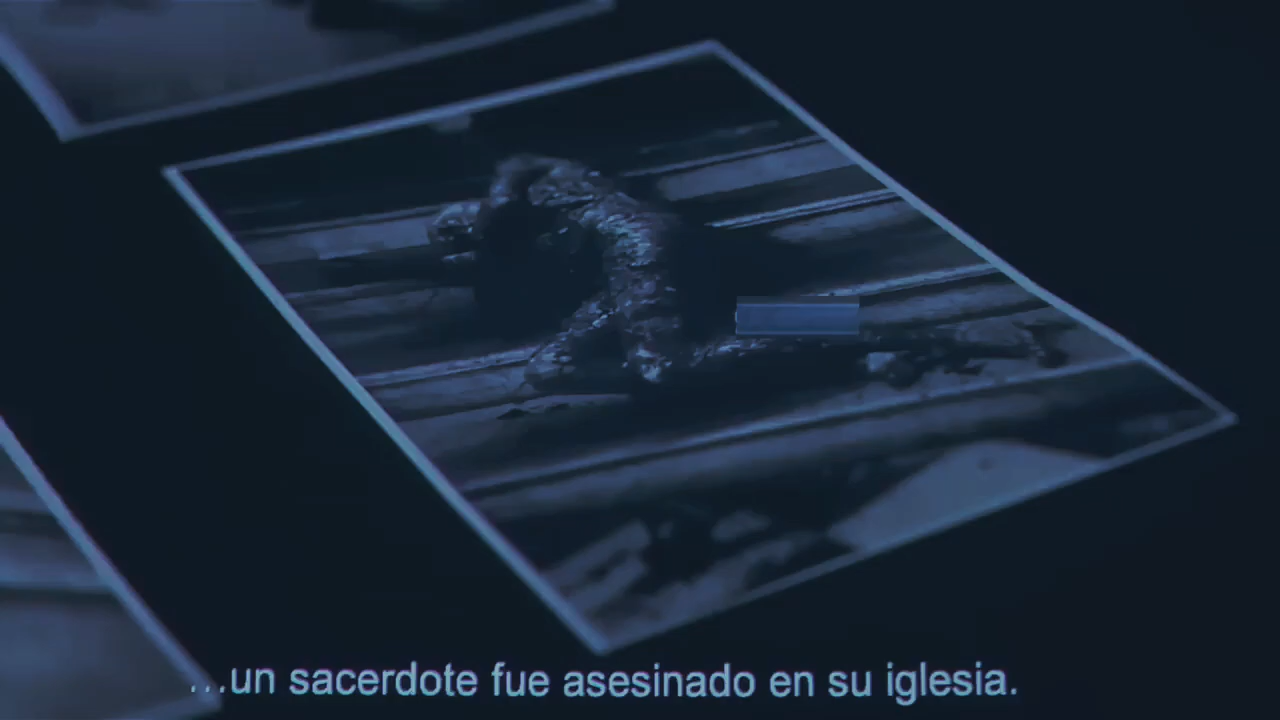 ...un sacerdote fue asesinado en su iglesia.